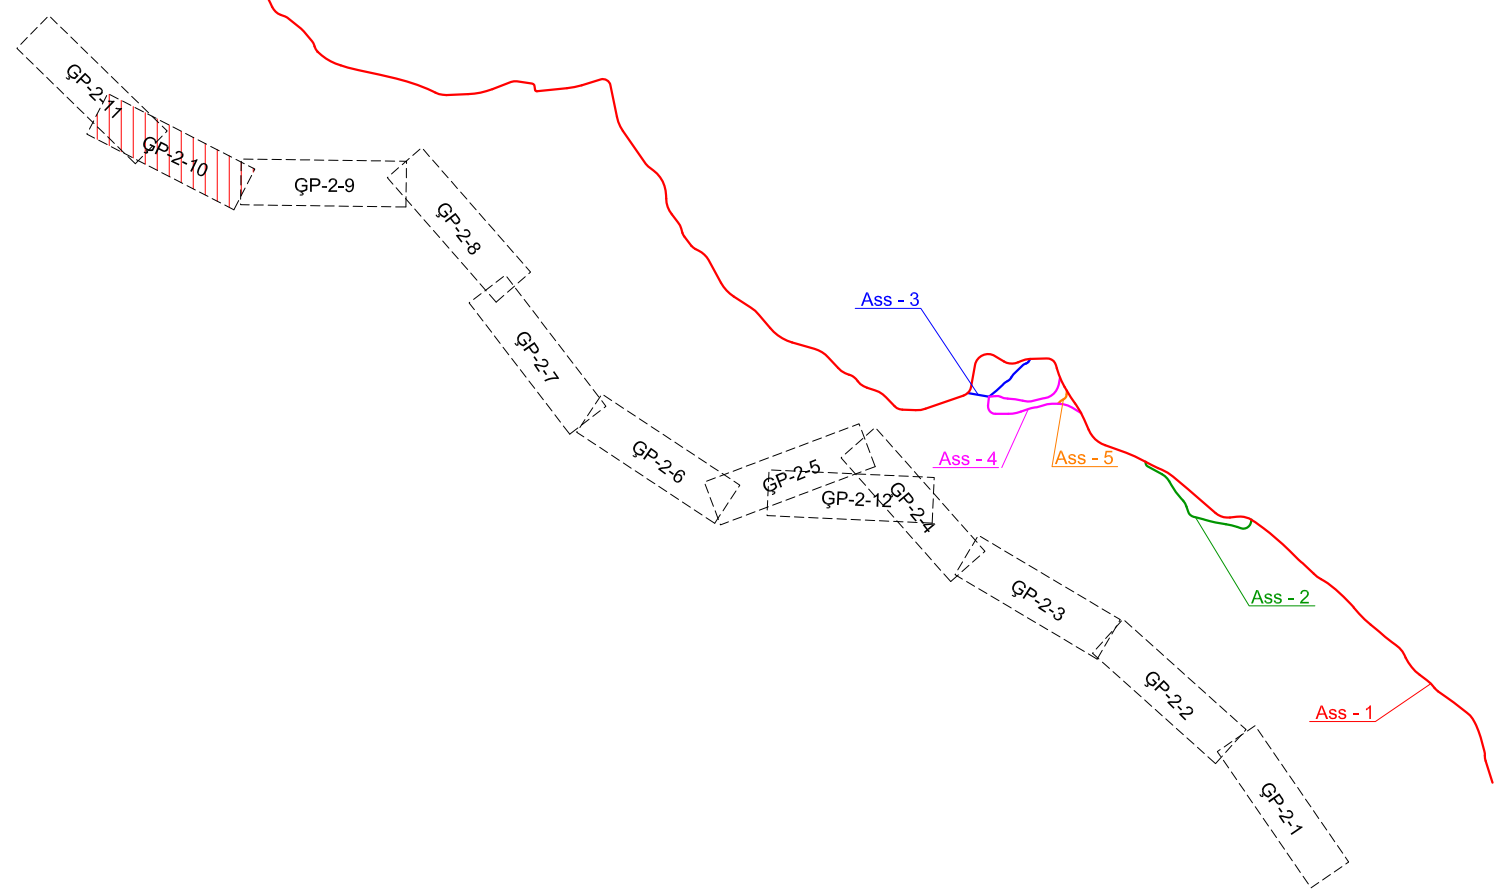 ĢP-2-11
ĢP-2-10
ĢP-2-9
ĢP-2-8
Ass - 3
ĢP-2-7
ĢP-2-6
ĢP-2-5
Ass - 4
Ass - 5
ĢP-2-12
ĢP-2-4
ĢP-2-3
Ass - 2
ĢP-2-2
Ass - 1
ĢP-2-1